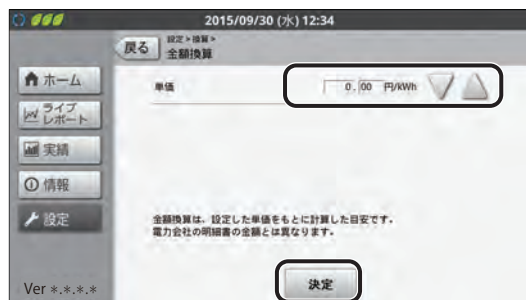 2015/09/30 (水) 12:34
戻る
設定>換算>
金額換算
ホーム
ライブ
レポート
実績
情報
設定
Ver *.*.*.*
単価
0.00 円/kWh
金額換算は、設定した単価をもとに計算した目安です。
電力会社の明細書の金額とは異なります。
決定